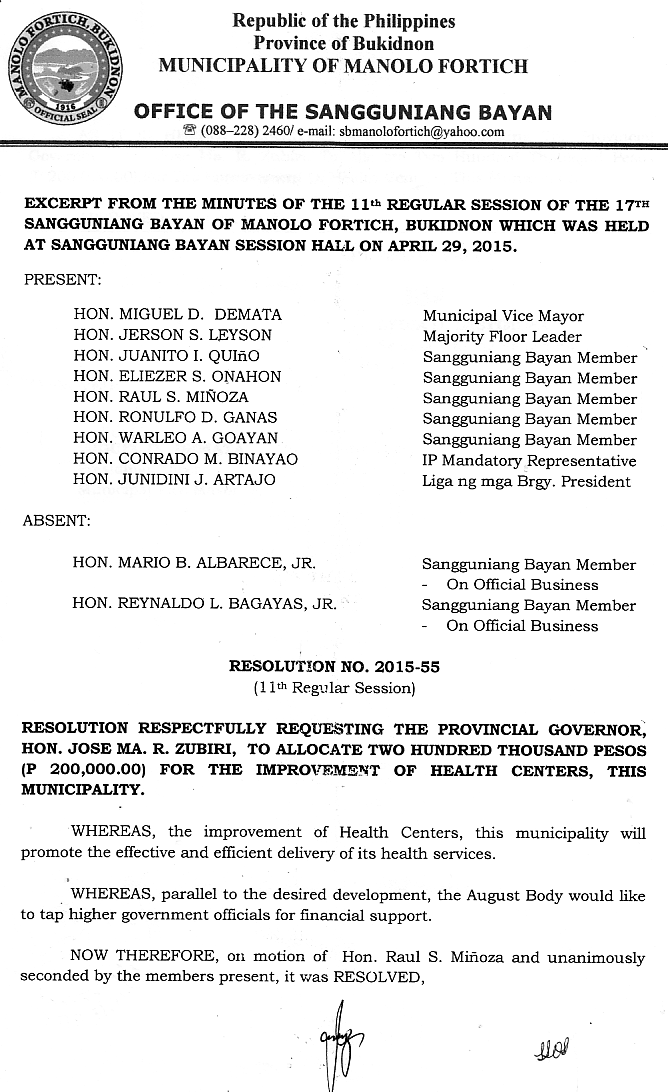 Republic of the Philippines
Province of Bukidnon
MUNICIPALITY OF MANOLO FORTICH
OFFICE OF THE SANGGUNIANG BAYAN
☏ (088–228) 2460/ e-mail: sbmanolofortich@yahoo.com
MANOLO FORTICH, BUKIDNON
1916
OFFICIAL SEAL
EXCERPT FROM THE MINUTES OF THE 11th REGULAR SESSION OF THE 17TH
SANGGUNIANG BAYAN OF MANOLO FORTICH, BUKIDNON WHICH WAS HELD
AT SANGGUNIANG BAYAN SESSION HALL ON APRIL 29, 2015.
PRESENT:
HON. MIGUEL D. DEMATA Municipal Vice Mayor
HON. JERSON S. LEYSON Majority Floor Leader
HON. JUANITO I. QUIñO Sangguniang Bayan Member
HON. ELIEZER S. ONAHON Sangguniang Bayan Member
HON. RAUL S. MIÑOZA Sangguniang Bayan Member
HON. RONULFO D. GANAS Sangguniang Bayan Member
HON. WARLEO A. GOAYAN Sangguniang Bayan Member
HON. CONRADO M. BINAYAO IP Mandatory Representative
HON. JUNIDINI J. ARTAJO Liga ng mga Brgy. President
ABSENT:
HON. MARIO B. ALBARECE, JR. Sangguniang Bayan Member
- On Official Business
HON. REYNALDO L. BAGAYAS, JR. Sangguniang Bayan Member
- On Official Business
RESOLUTION NO. 2015-55
(11th Regular Session)
RESOLUTION RESPECTFULLY REQUESTING THE PROVINCIAL GOVERNOR,
HON. JOSE MA. R. ZUBIRI, TO ALLOCATE TWO HUNDRED THOUSAND PESOS
(P 200,000.00) FOR THE IMPROVEMENT OF HEALTH CENTERS, THIS
MUNICIPALITY.
WHEREAS, the improvement of Health Centers, this municipality will
promote the effective and efficient delivery of its health services.
WHEREAS, parallel to the desired development, the August Body would like
to tap higher government officials for financial support.
NOW THEREFORE, on motion of Hon. Raul S. Miñoza and unanimously
seconded by the members present, it was RESOLVED,